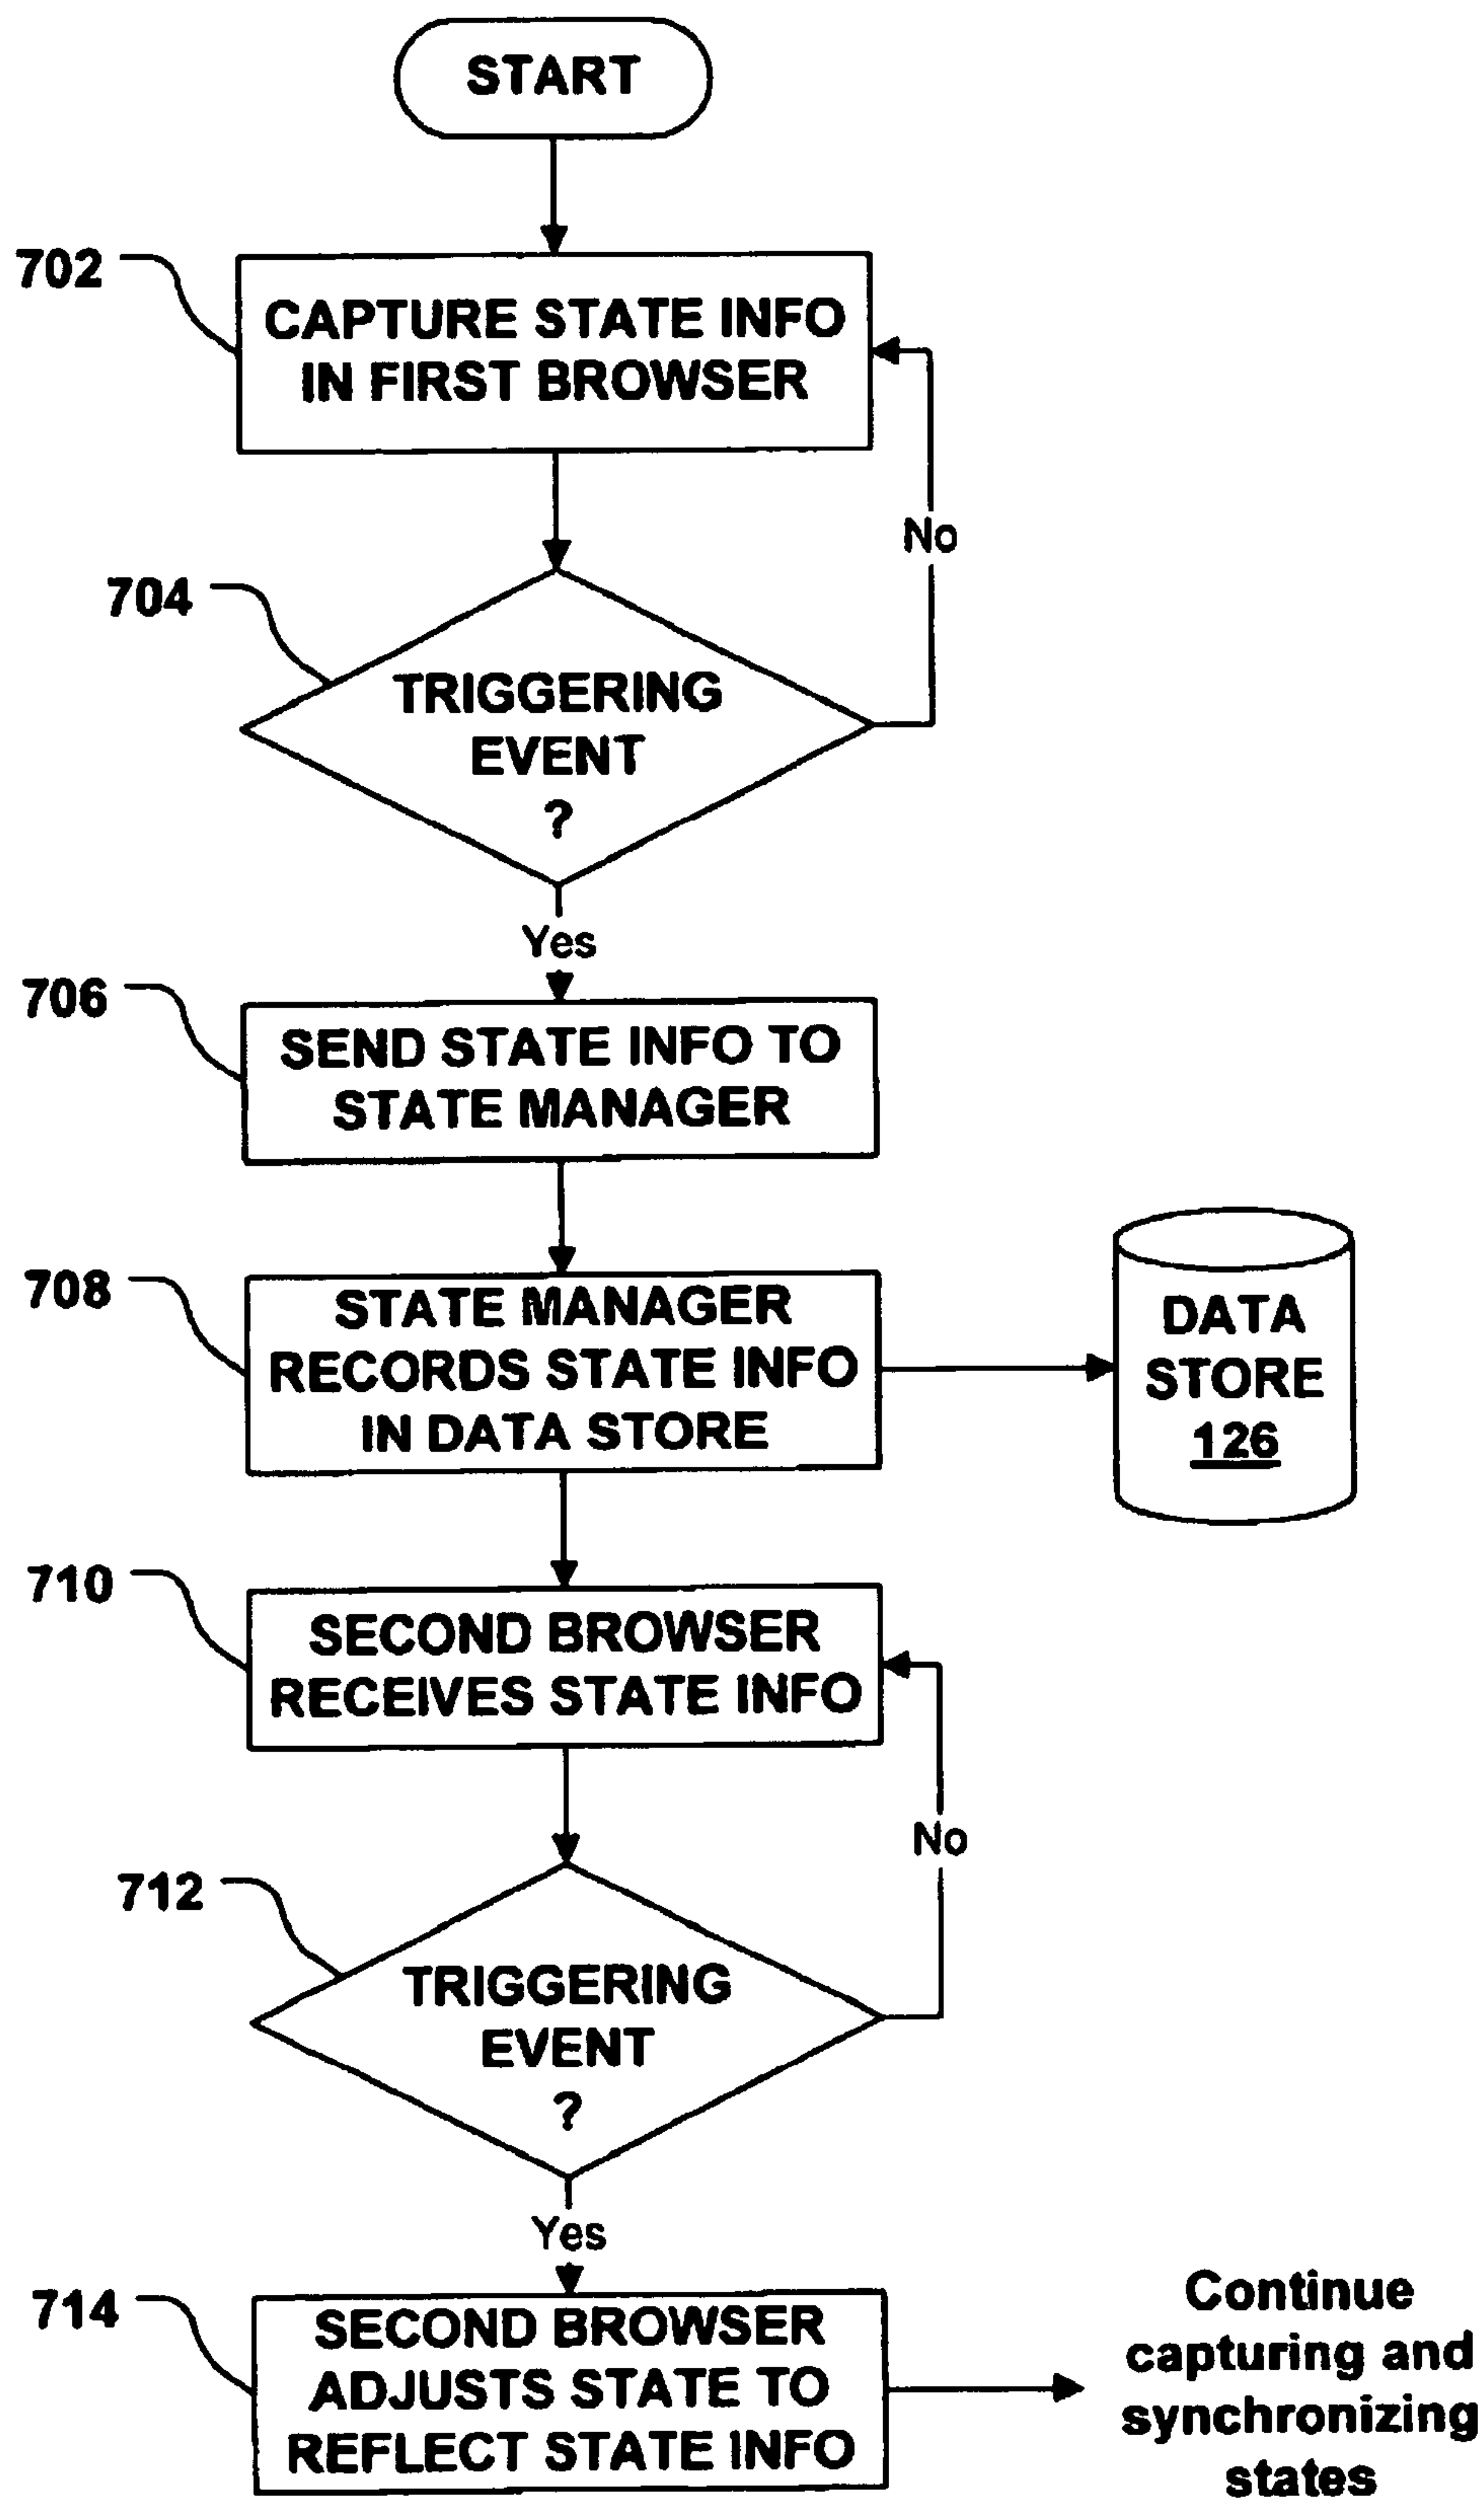 START
702
CAPTURE STATE INFO
IN FIRST BROWSER
No
704
TRIGGERING
EVENT
?
Yes
706
SEND STATE INFO TO
STATE MANAGER
708
STATE MANAGER
RECORDS STATE INFO
IN DATA STORE
DATA
STORE
126
710
SECOND BROWSER
RECEIVES STATE INFO
No
712
TRIGGERING
EVENT
?
Yes
714
SECOND BROWSER
ADJUSTS STATE TO
REFLECT STATE INFO
Continue
capturing and
synchronizing
states